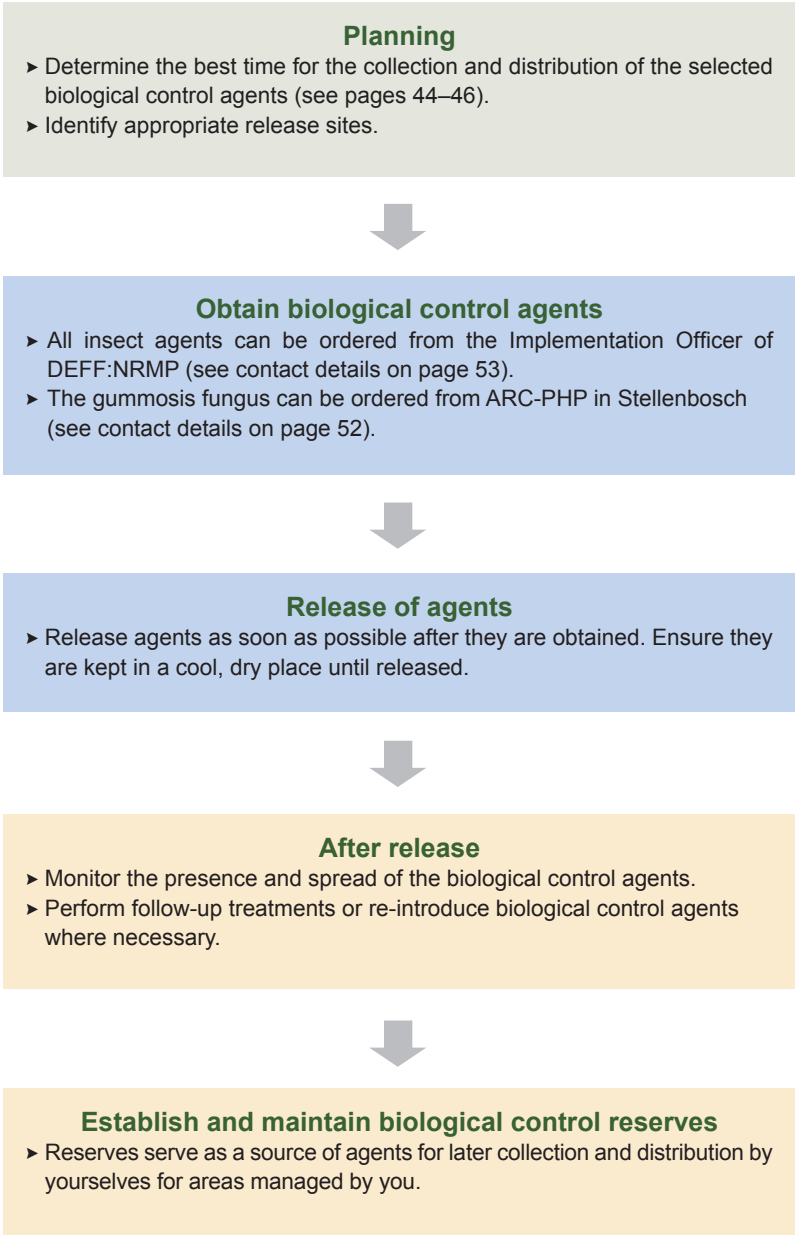 Planning
➤ Determine the best time for the collection and distribution of the selected
biological control agents (see pages 44–46).
➤ Identify appropriate release sites.
Obtain biological control agents
➤ All insect agents can be ordered from the Implementation Officer of
DEFF:NRMP (see contact details on page 53).
➤ The gummosis fungus can be ordered from ARC-PHP in Stellenbosch
(see contact details on page 52).
Release of agents
➤ Release agents as soon as possible after they are obtained. Ensure they
are kept in a cool, dry place until released.
After release
➤ Monitor the presence and spread of the biological control agents.
➤ Perform follow-up treatments or re-introduce biological control agents
where necessary.
Establish and maintain biological control reserves
➤ Reserves serve as a source of agents for later collection and distribution by
yourselves for areas managed by you.